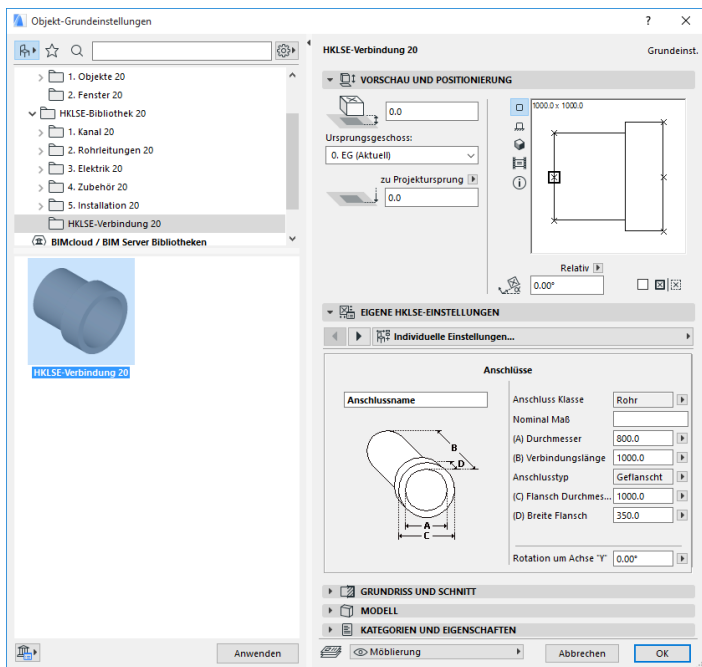 Objekt-Grundeinstellungen
? X
1. Objekte 20
2. Fenster 20
HKLSE-Bibliothek 20
1. Kanal 20
2. Rohrleitungen 20
3. Elektrik 20
4. Zubehör 20
5. Installation 20
HKLSE-Verbindung 20
BIMcloud / BIM Server Bibliotheken
HKLSE-Verbindung 20
Anwenden
HKLSE-Verbindung 20 Grundeinst.
VORSCHAU UND POSITIONIERUNG
0.0
Ursprungsgeschoss:
0. EG (Aktuell)
zu Projektursprung
0.0
1000.0 x 1000.0
Relativ
0.00°
EIGENE HKLSE-EINSTELLUNGEN
Individuelle Einstellungen...
Anschlüsse
Anschlussname
B
D
A
C
Anschluss Klasse Rohr
Nominal Maß
(A) Durchmesser 800.0
(B) Verbindungslänge 1000.0
Anschlusstyp Geflanscht
(C) Flansch Durchmes... 1000.0
(D) Breite Flansch 350.0
Rotation um Achse "Y" 0.00°
GRUNDRISS UND SCHNITT
MODELL
KATEGORIEN UND EIGENSCHAFTEN
Möblierung
Abbrechen
OK